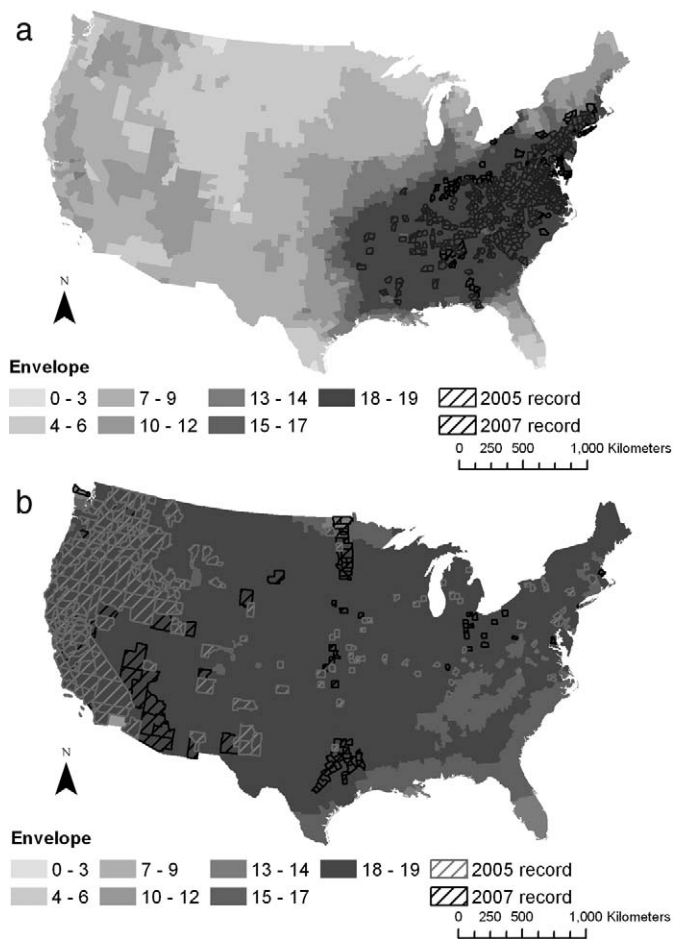 a
N
Envelope
0 - 3 7 - 9 13 - 14 18 - 19 2005 record
4 - 6 10 - 12 15 - 17 2007 record
0 250 500 1,000 Kilometers
b
N
Envelope
0 - 3 7 - 9 13 - 14 18 - 19 2005 record
4 - 6 10 - 12 15 - 17 2007 record
0 250 500 1,000 Kilometers